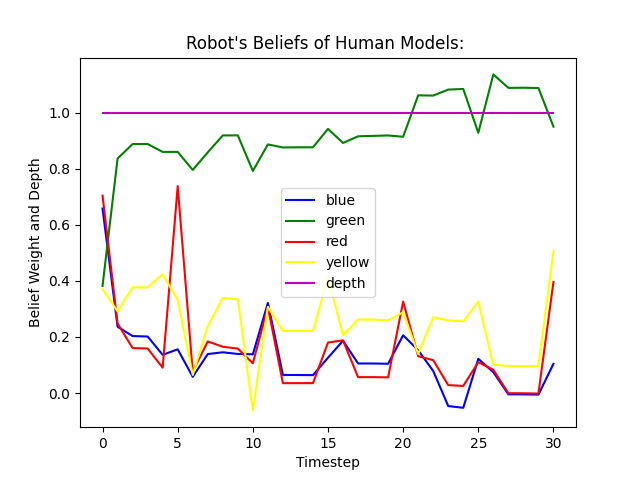 Robot's Beliefs of Human Models:
Belief Weight and Depth
1.0
0.8
0.6
0.4
0.2
0.0
blue
green
red
yellow
depth
0 5 10 15 20 25 30
Timestep